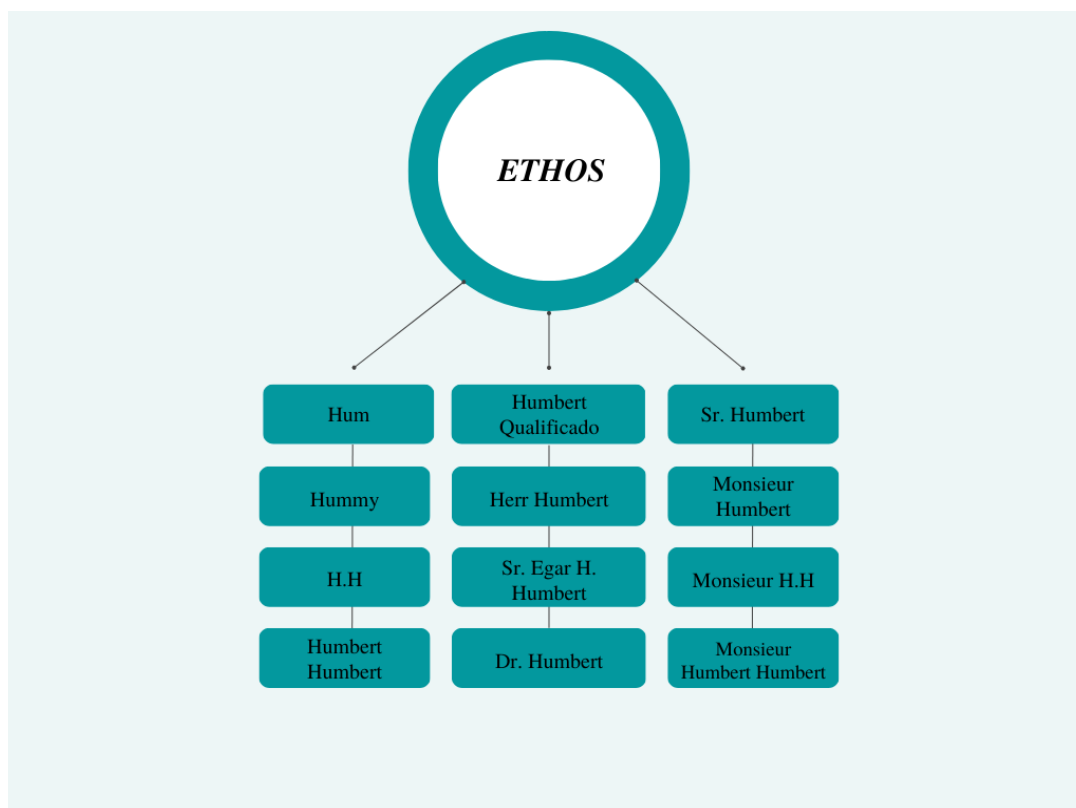 ETHOS
Hum
Hummy
H.H
Humbert
Humbert
Humbert
Qualificado
Herr Humbert
Sr. Egar H.
Humbert
Dr. Humbert
Sr. Humbert
Monsieur
Humbert
Monsieur H.H
Monsieur
Humbert Humbert